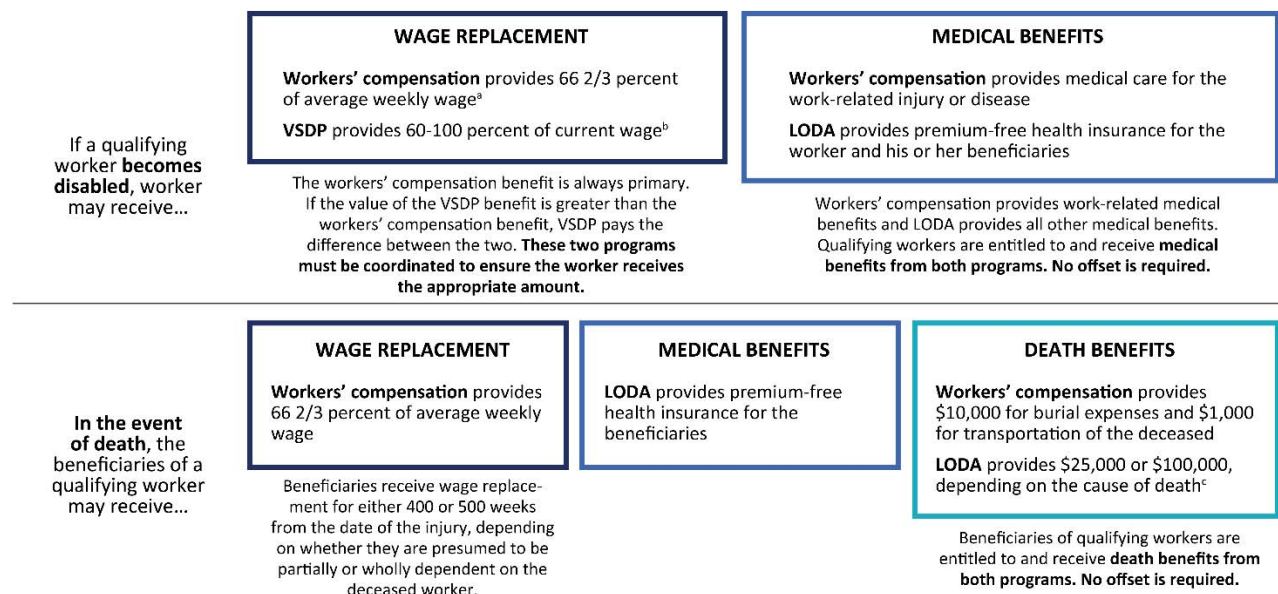 If a qualifying
worker becomes
disabled, worker
may receive...
WAGE REPLACEMENT
Workers' compensation provides 66 2/3 percent
of average weekly wageᵃ
VSDP provides 60-100 percent of current wageᵇ
The workers' compensation benefit is always primary.
If the value of the VSDP benefit is greater than the
workers' compensation benefit, VSDP pays the
difference between the two. These two programs
must be coordinated to ensure the worker receives
the appropriate amount.
MEDICAL BENEFITS
Workers' compensation provides medical care for the
work-related injury or disease
LODA provides premium-free health insurance for the
worker and his or her beneficiaries
Workers' compensation provides work-related medical
benefits and LODA provides all other medical benefits.
Qualifying workers are entitled to and receive medical
benefits from both programs. No offset is required.
In the event
of death, the
beneficiaries of a
qualifying worker
may receive...
WAGE REPLACEMENT
Workers' compensation provides
66 2/3 percent of average weekly
wage
Beneficiaries receive wage replace-
ment for either 400 or 500 weeks
from the date of the injury, depending
on whether they are presumed to be
partially or wholly dependent on the
deceased worker.
MEDICAL BENEFITS
LODA provides premium-free
health insurance for the
beneficiaries
DEATH BENEFITS
Workers' compensation provides
$10,000 for burial expenses and $1,000
for transportation of the deceased
LODA provides $25,000 or $100,000,
depending on the cause of deathᶜ
Beneficiaries of qualifying workers are
entitled to and receive death benefits from
both programs. No offset is required.